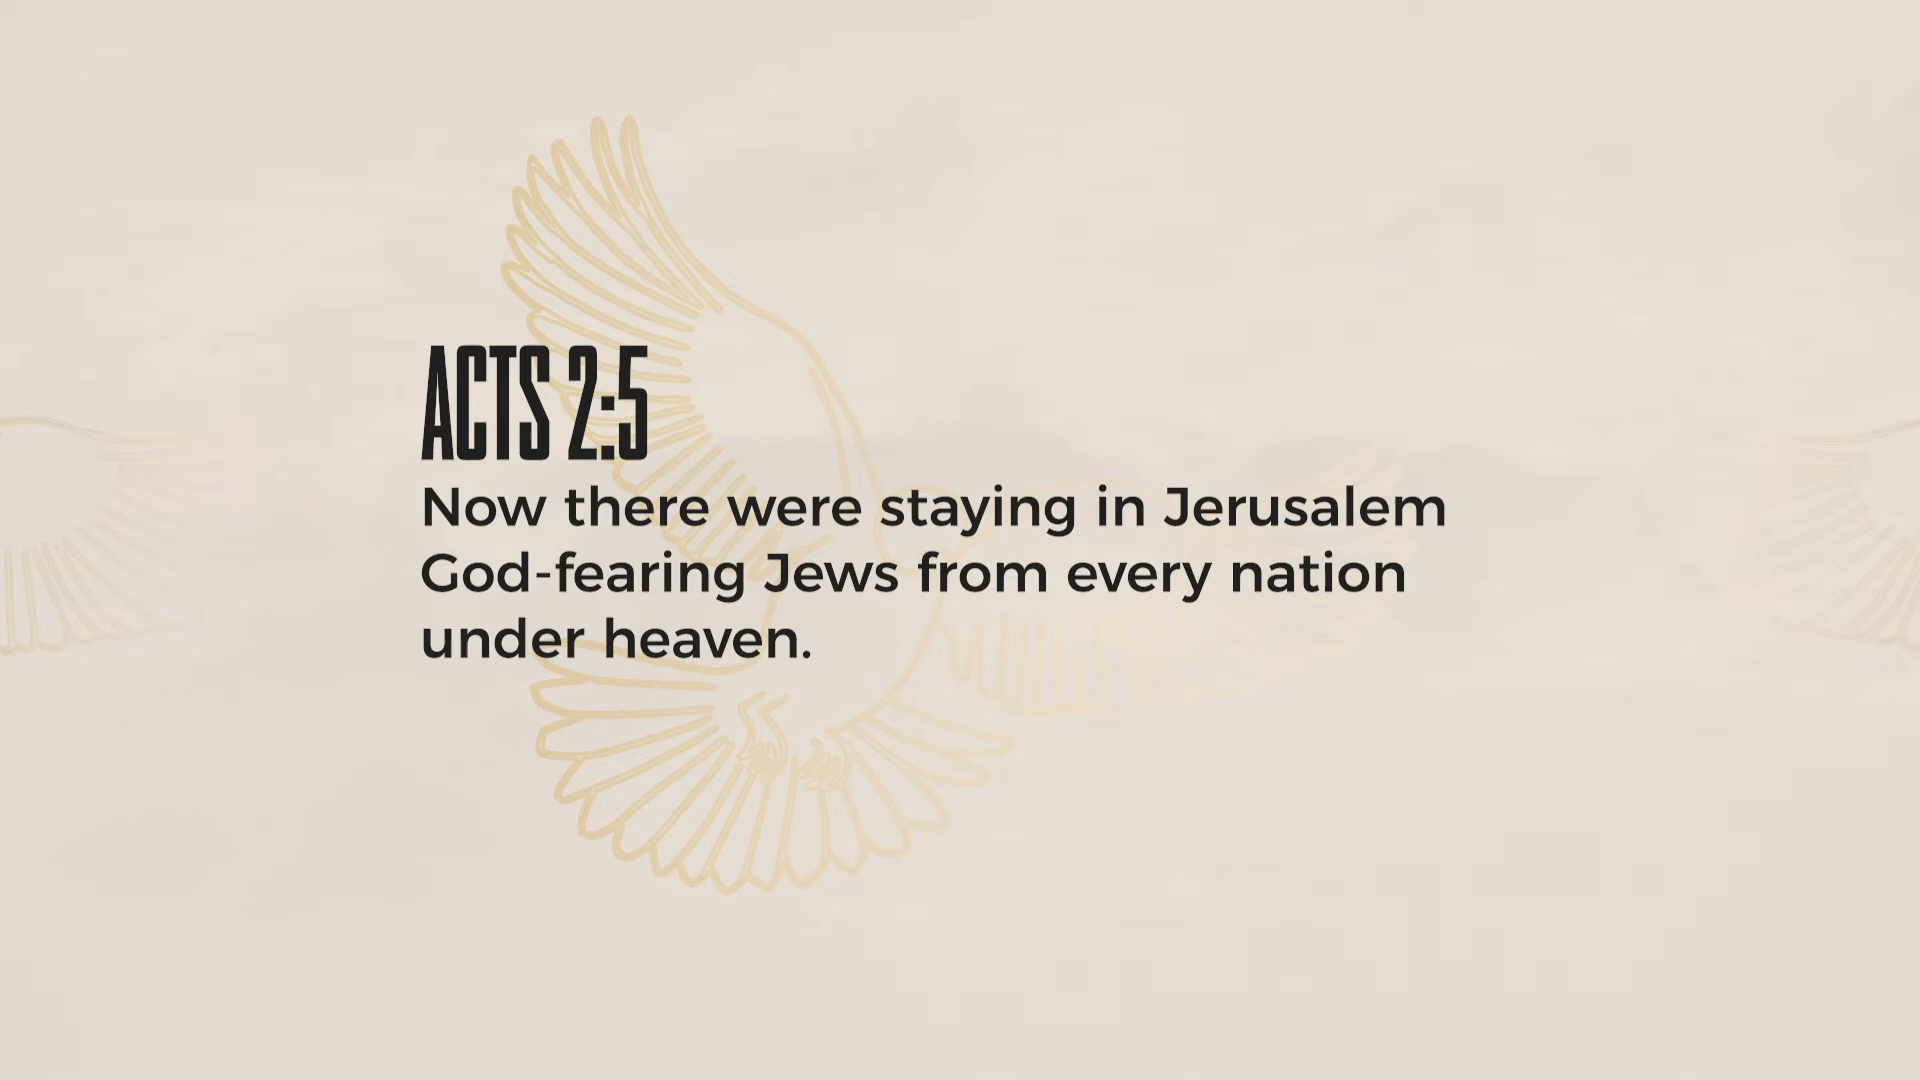 ACTS 2:5
Now there were staying in Jerusalem
God-fearing Jews from every nation
under heaven.